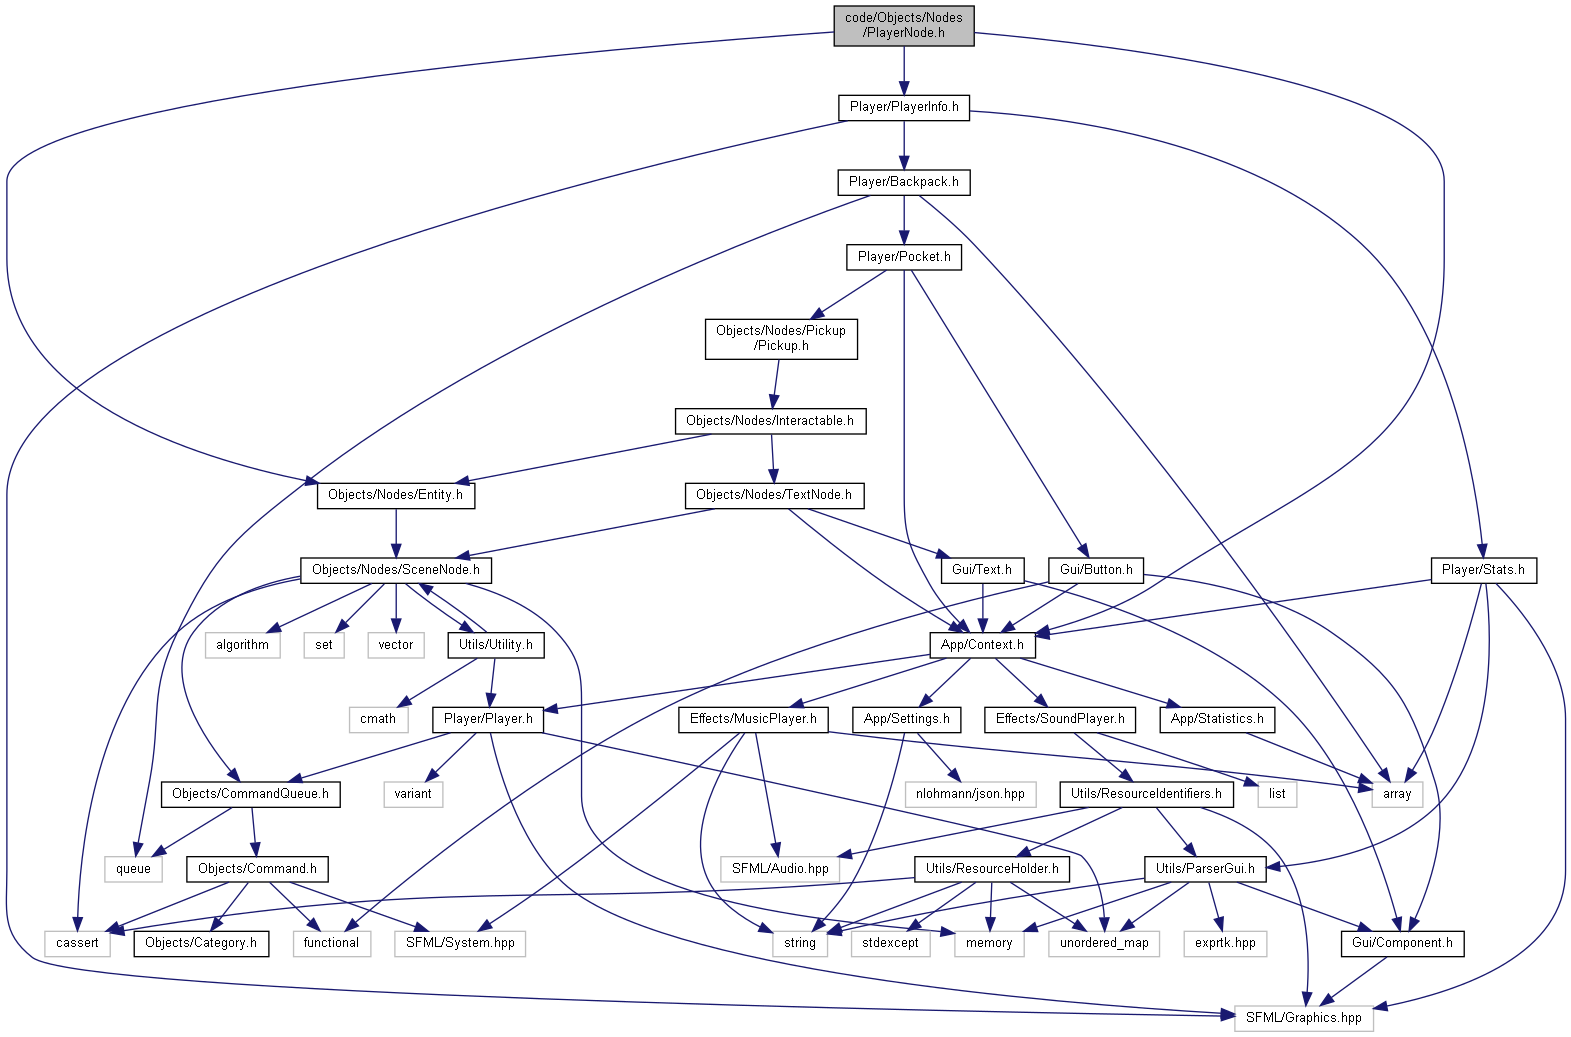 code/Objects/Nodes
/PlayerNode.h
Player/PlayerInfo.h
Player/Backpack.h
Player/Pocket.h
Objects/Nodes/Pickup
/Pickup.h
Objects/Nodes/Interactable.h
Objects/Nodes/Entity.h
Objects/Nodes/TextNode.h
Objects/Nodes/SceneNode.h
Gui/Text.h
Gui/Button.h
Player/Stats.h
algorithm
set
vector
Utils/Utility.h
App/Context.h
cmath
Player/Player.h
Effects/MusicPlayer.h
App/Settings.h
Effects/SoundPlayer.h
App/Statistics.h
Objects/CommandQueue.h
variant
nlohmann/json.hpp
Utils/ResourceIdentifiers.h
list
array
queue
Objects/Command.h
SFML/Audio.hpp
Utils/ResourceHolder.h
Utils/ParserGui.h
cassert
Objects/Category.h
functional
SFML/System.hpp
string
stdexcept
memory
unordered_map
exprtk.hpp
Gui/Component.h
SFML/Graphics.hpp